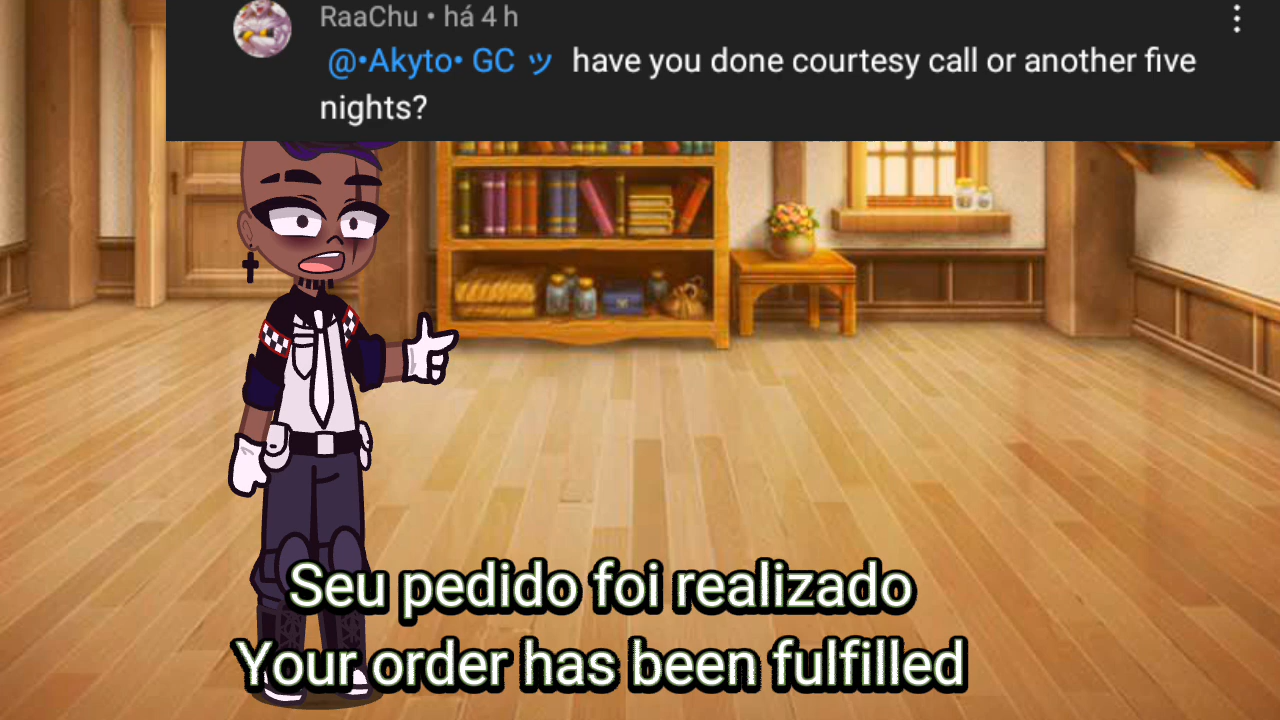 RaaChu • há 4 h
@•Akyto• GC ッ have you done courtesy call or another five
nights?
Seu pedido foi realizado
Your order has been fulfilled